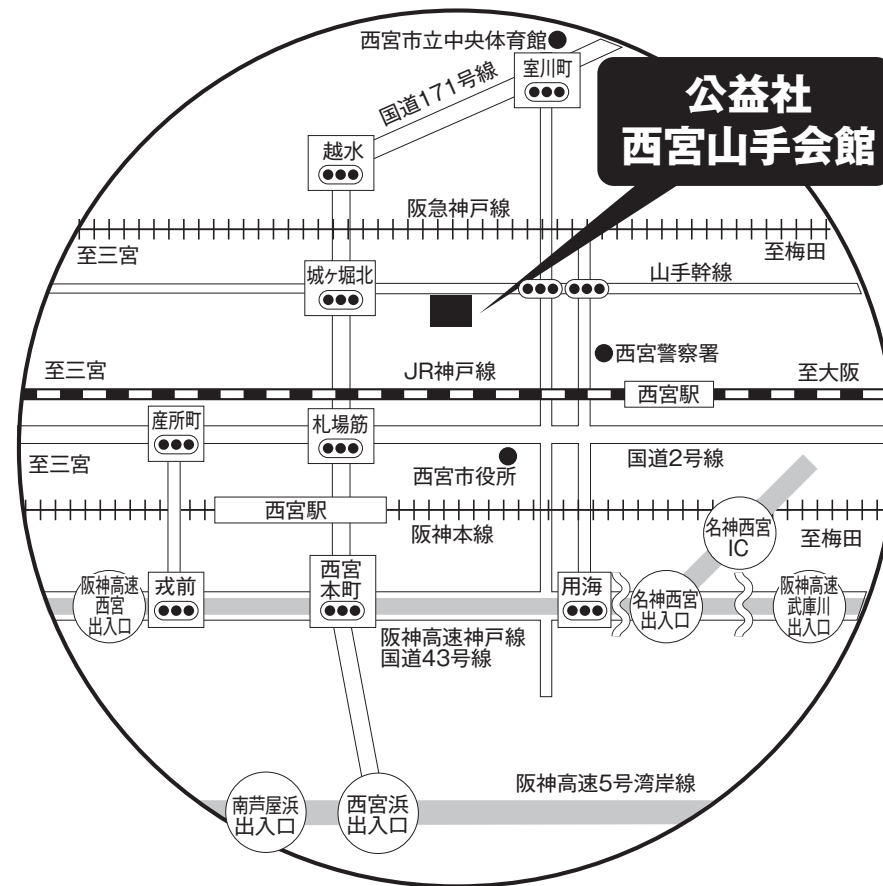 西宮市立中央体育館
室川町
国道171号線
公益社
西宮山手会館
越水
阪急神戸線
至三宮
至梅田
城ヶ堀北
山手幹線
西宮警察署
至三宮
JR神戸線
至大阪
西宮駅
産所町
札場筋
至三宮
西宮市役所
国道2号線
西宮駅
阪神本線
名神西宮
IC
至梅田
阪神高速
西宮
出入口
戎前
西宮
本町
用海
名神西宮
出入口
阪神高速
武庫川
出入口
阪神高速神戸線
国道43号線
阪神高速5号湾岸線
南芦屋浜
出入口
西宮浜
出入口